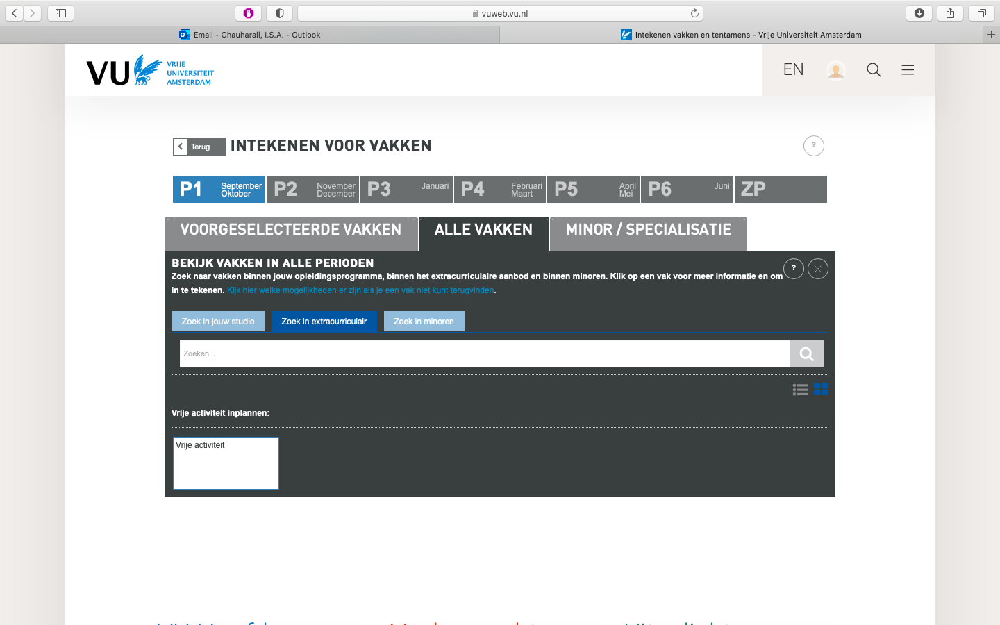 vuweb.vu.nl
Email - Ghauharali, I.S.A. - Outlook
Intekenen vakken en tentamens - Vrije Universiteit Amsterdam
VU VRIJE
UNIVERSITEIT
AMSTERDAM
EN
Terug
INTEKENEN VOOR VAKKEN
?
P1 September
Oktober
P2 November
December
P3 Januari
P4 Februari
Maart
P5 April
Mei
P6 Juni
ZP
VOORGESELECTEERDE VAKKEN
ALLE VAKKEN
MINOR / SPECIALISATIE
BEKIJK VAKKEN IN ALLE PERIODEN
?
Zoek naar vakken binnen jouw opleidingsprogramma, binnen het extracurriculaire aanbod en binnen minoren. Klik op een vak voor meer informatie en om
in te tekenen. Kijk hier welke mogelijkheden er zijn als je een vak niet kunt terugvinden.
Zoek in jouw studie
Zoek in extracurriculair
Zoek in minoren
Zoeken...
Vrije activiteit inplannen:
Vrije activiteit